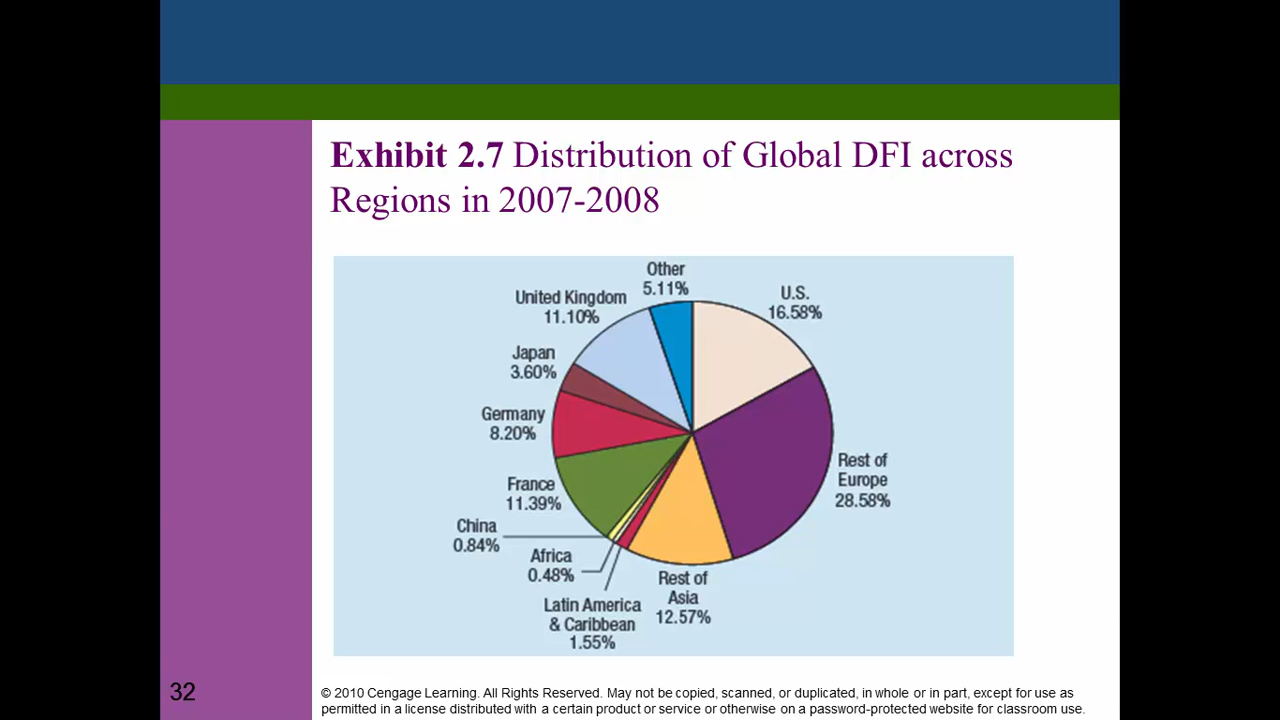 Exhibit 2.7 Distribution of Global DFI across
Regions in 2007-2008
Other
5.11%
U.S.
16.58%
United Kingdom
11.10%
Japan
3.60%
Germany
8.20%
Rest of
Europe
28.58%
France
11.39%
China
0.84%
Africa
0.48%
Rest of
Asia
12.57%
Latin America
& Caribbean
1.55%
32
© 2010 Cengage Learning. All Rights Reserved. May not be copied, scanned, or duplicated, in whole or in part, except for use as
permitted in a license distributed with a certain product or service or otherwise on a password-protected website for classroom use.